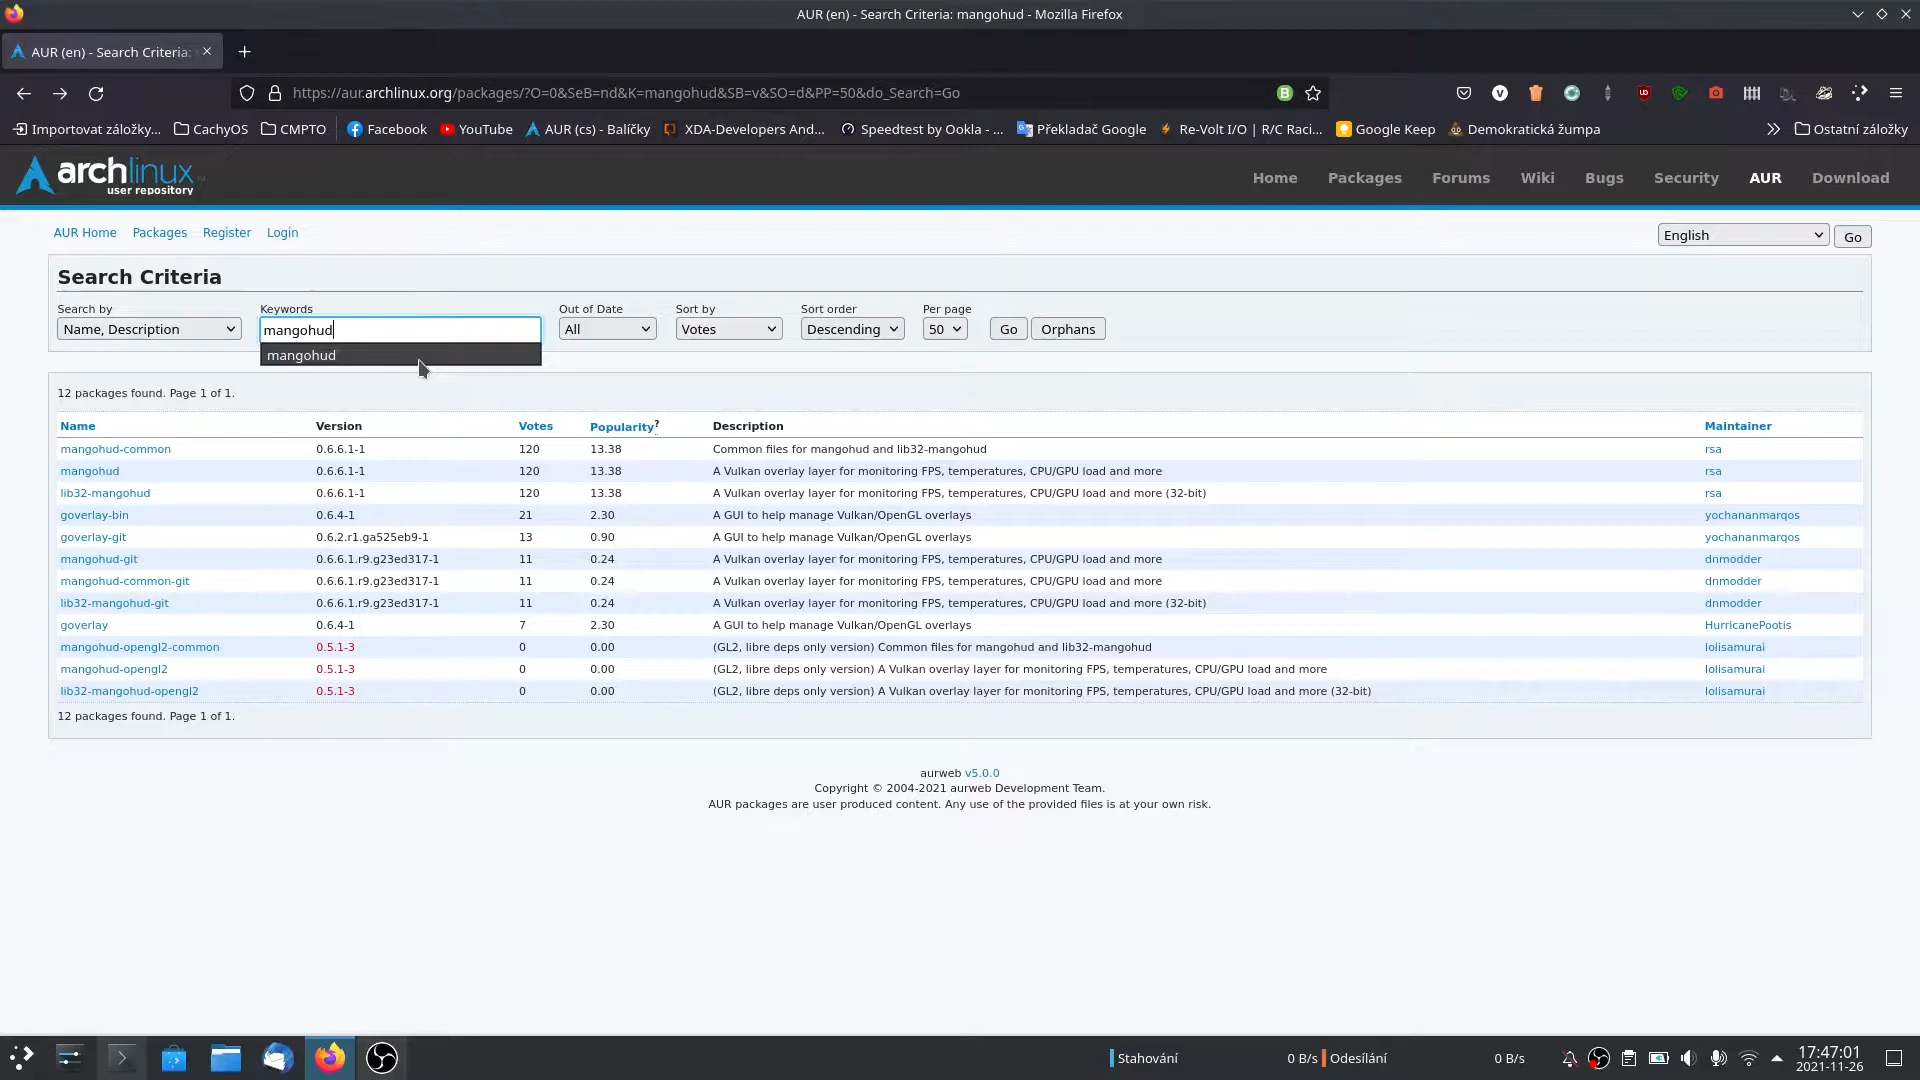 AUR (en) - Search Criteria: mangohud - Mozilla Firefox
AUR (en) - Search Criteria:
https://aur.archlinux.org/packages/?O=0&SeB=nd&K=mangohud&SB=v&SO=d&PP=50&do_Search=Go
Importovat záložky... CachyOS CMPTO Facebook YouTube AUR (cs) - Balíčky XDA-Developers And... Speedtest by Ookla - ... Překladač Google Re-Volt I/O | R/C Raci... Google Keep Demokratická žumpa Ostatní záložky
archlinux
user repository
Home Packages Forums Wiki Bugs Security AUR Download
AUR Home Packages Register Login English Go
Search Criteria
Search by Keywords Out of Date Sort by Sort order Per page
Name, Description mangohud All Votes Descending 50 Go Orphans
mangohud
12 packages found. Page 1 of 1.
Name Version Votes Popularity? Description Maintainer
mangohud-common 0.6.6.1-1 120 13.38 Common files for mangohud and lib32-mangohud rsa
mangohud 0.6.6.1-1 120 13.38 A Vulkan overlay layer for monitoring FPS, temperatures, CPU/GPU load and more rsa
lib32-mangohud 0.6.6.1-1 120 13.38 A Vulkan overlay layer for monitoring FPS, temperatures, CPU/GPU load and more (32-bit) rsa
goverlay-bin 0.6.4-1 21 2.30 A GUI to help manage Vulkan/OpenGL overlays yochananmarqos
goverlay-git 0.6.2.r1.ga525eb9-1 13 0.90 A GUI to help manage Vulkan/OpenGL overlays yochananmarqos
mangohud-git 0.6.6.1.r9.g23ed317-1 11 0.24 A Vulkan overlay layer for monitoring FPS, temperatures, CPU/GPU load and more dnmodder
mangohud-common-git 0.6.6.1.r9.g23ed317-1 11 0.24 A Vulkan overlay layer for monitoring FPS, temperatures, CPU/GPU load and more dnmodder
lib32-mangohud-git 0.6.6.1.r9.g23ed317-1 11 0.24 A Vulkan overlay layer for monitoring FPS, temperatures, CPU/GPU load and more (32-bit) dnmodder
goverlay 0.6.4-1 7 2.30 A GUI to help manage Vulkan/OpenGL overlays HurricanePootis
mangohud-opengl2-common 0.5.1-3 0 0.00 (GL2, libre deps only version) Common files for mangohud and lib32-mangohud lolisamurai
mangohud-opengl2 0.5.1-3 0 0.00 (GL2, libre deps only version) A Vulkan overlay layer for monitoring FPS, temperatures, CPU/GPU load and more lolisamurai
lib32-mangohud-opengl2 0.5.1-3 0 0.00 (GL2, libre deps only version) A Vulkan overlay layer for monitoring FPS, temperatures, CPU/GPU load and more (32-bit) lolisamurai
12 packages found. Page 1 of 1.
aurweb v5.0.0
Copyright © 2004-2021 aurweb Development Team.
AUR packages are user produced content. Any use of the provided files is at your own risk.
Stahování 0 B/s Odesílání 0 B/s 17:47:01
2021-11-26